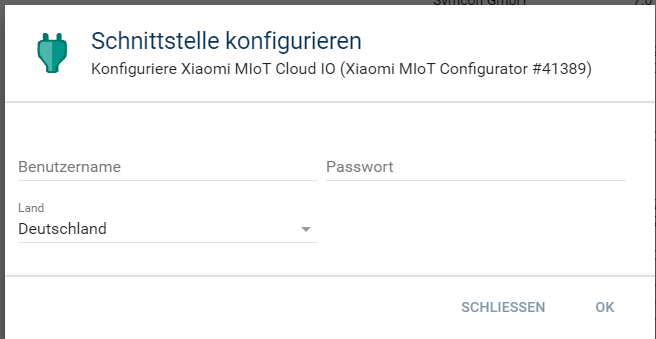 Symcon GmbH 7.0
Schnittstelle konfigurieren
Konfiguriere Xiaomi MIoT Cloud IO (Xiaomi MIoT Configurator #41389)
Benutzername Passwort
Land
Deutschland
SCHLIESSEN OK